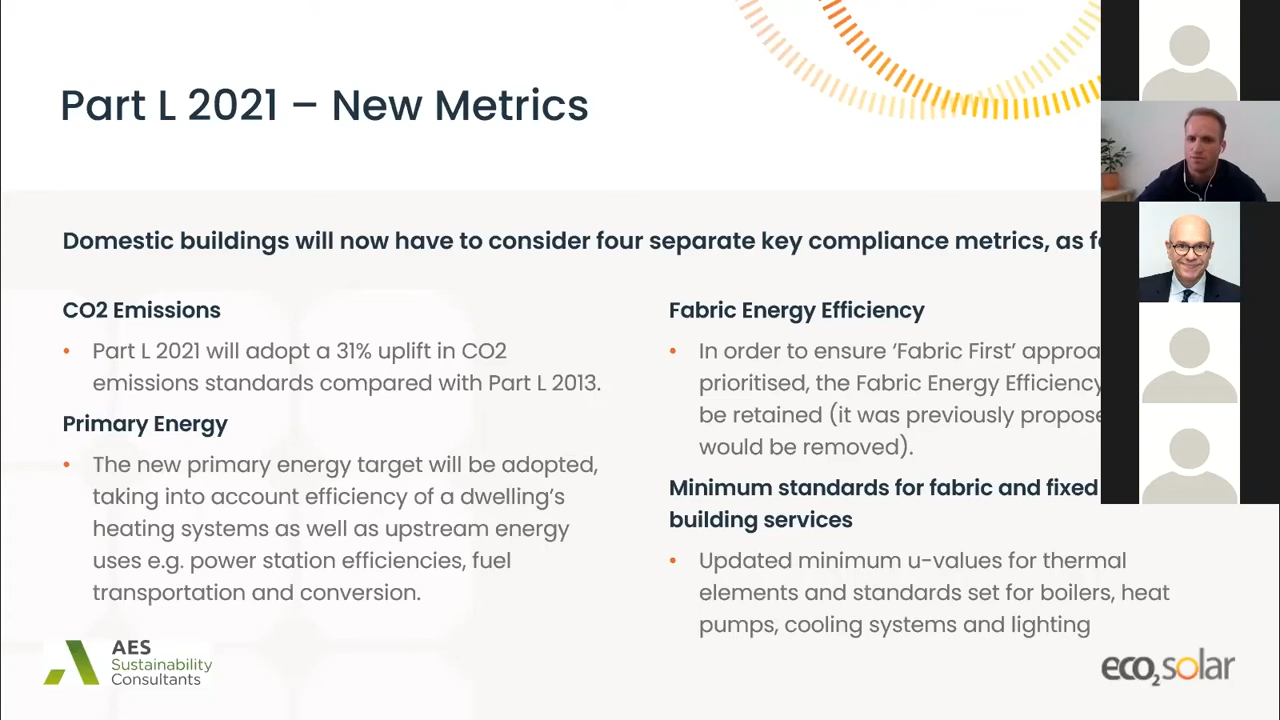 Part L 2021 – New Metrics
Domestic buildings will now have to consider four separate key compliance metrics, as
CO2 Emissions
• Part L 2021 will adopt a 31% uplift in CO2
emissions standards compared with Part L 2013.
Primary Energy
• The new primary energy target will be adopted,
taking into account efficiency of a dwelling's
heating systems as well as upstream energy
uses e.g. power station efficiencies, fuel
transportation and conversion.
Fabric Energy Efficiency
• In order to ensure ‘Fabric First’
prioritised, the Fabric Energy Efficiency
be retained (it was previously
would be removed).
Minimum standards for fabric and fixed
building services
• Updated minimum u-values for thermal
elements and standards set for boilers, heat
pumps, cooling systems and lighting
AES
Sustainability
Consultants
eco2solar